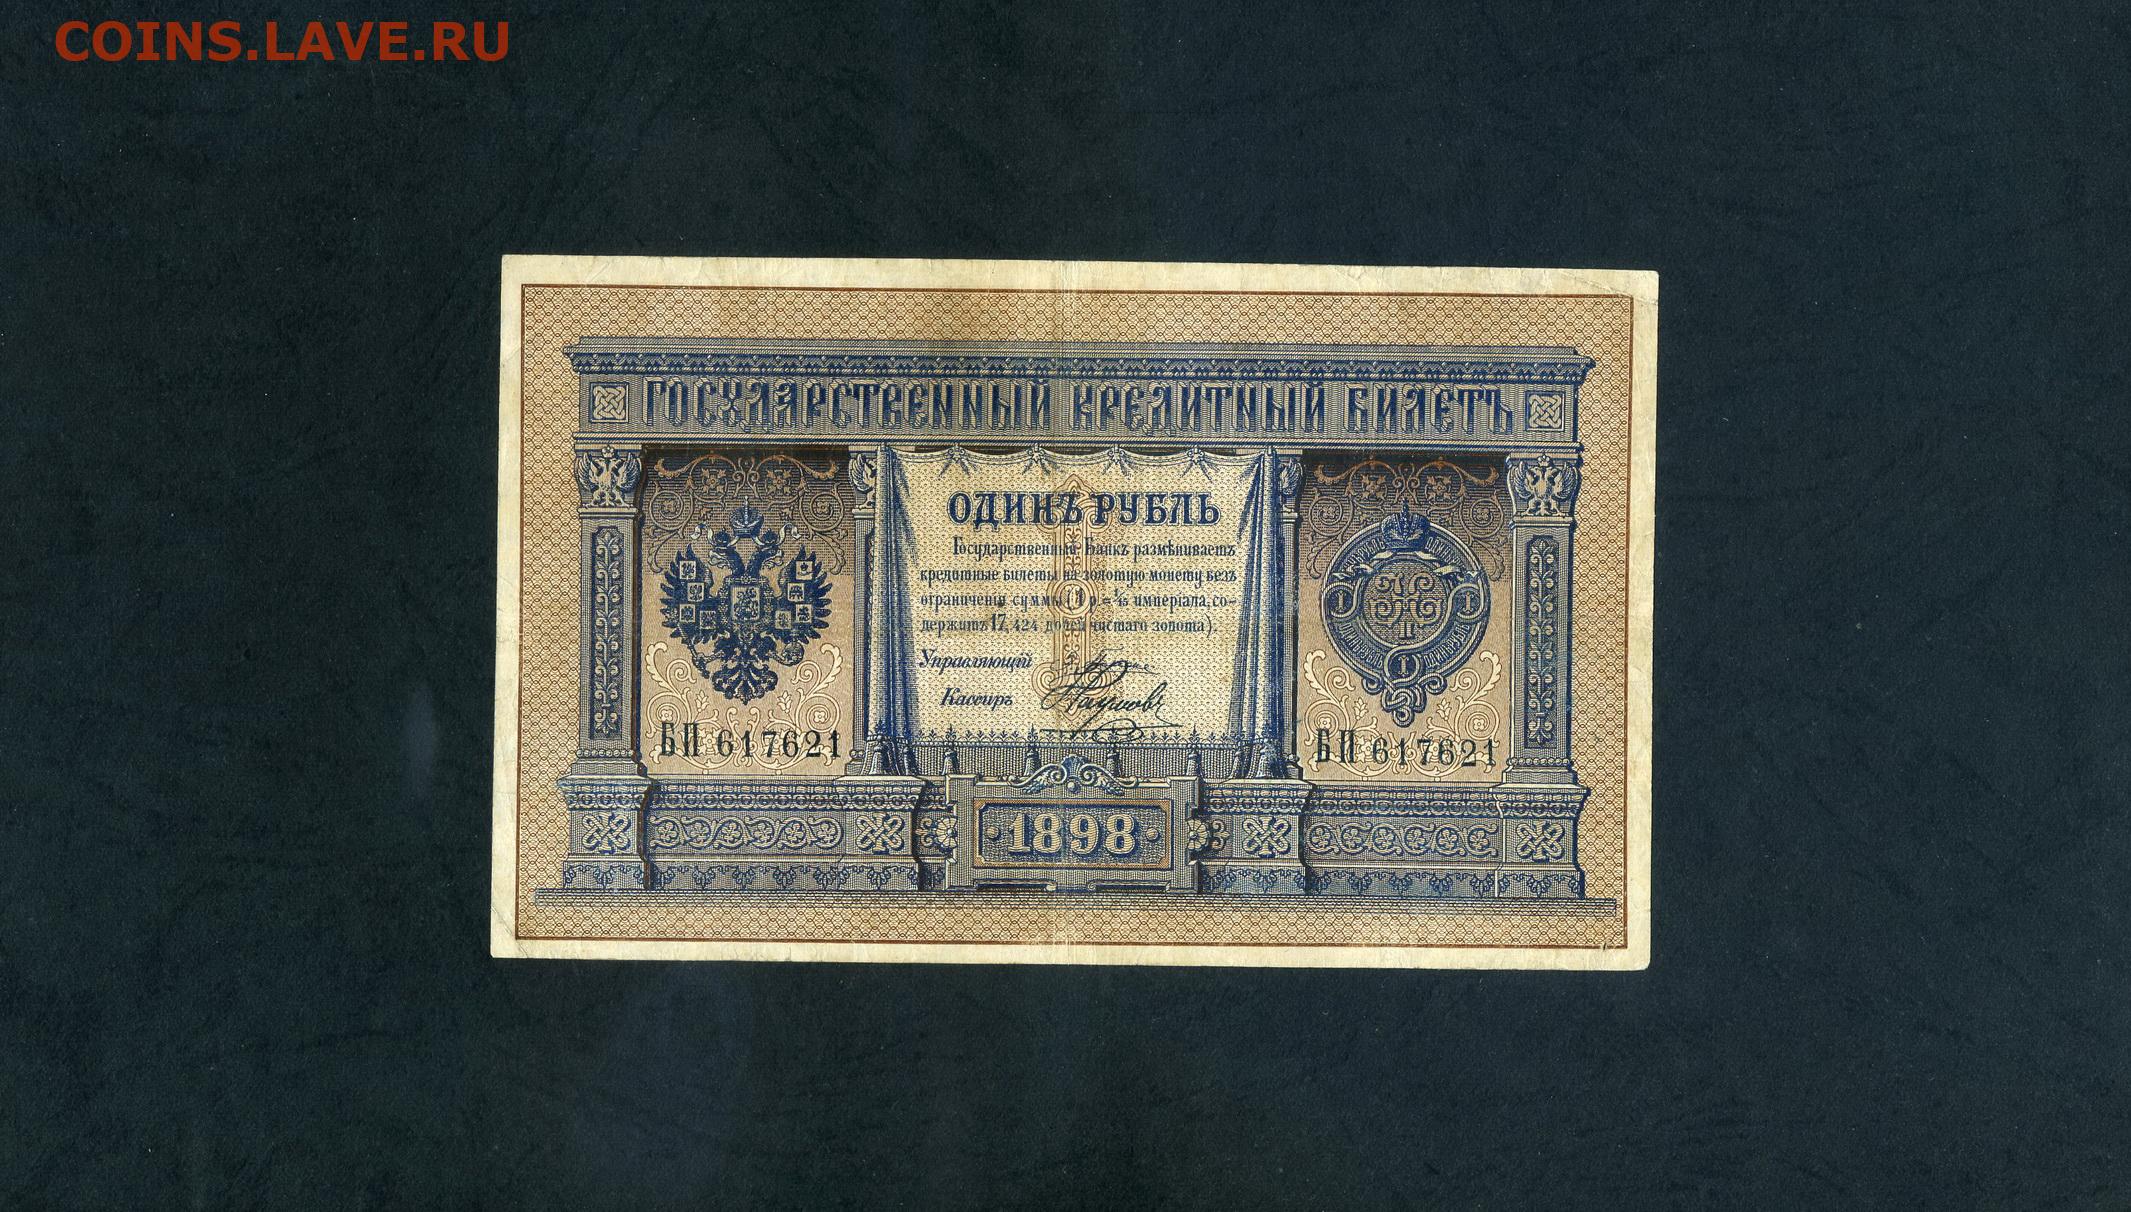 COINS.LAVE.RU
ГОСУДАРСТВЕННЫЙ КРЕДИТНЫЙ БИЛЕТЪ
ОДИНЪ РУБЛЬ
Государственный Банкъ размѣниваетъ
кредитные билеты на золотую монету безъ
ограниченія суммы (1 р. = 1/15 имперіала, со-
держитъ 17,424 долей чистаго золота).
Управляющій
Кассиръ
БП 617621
БП 617621
1898